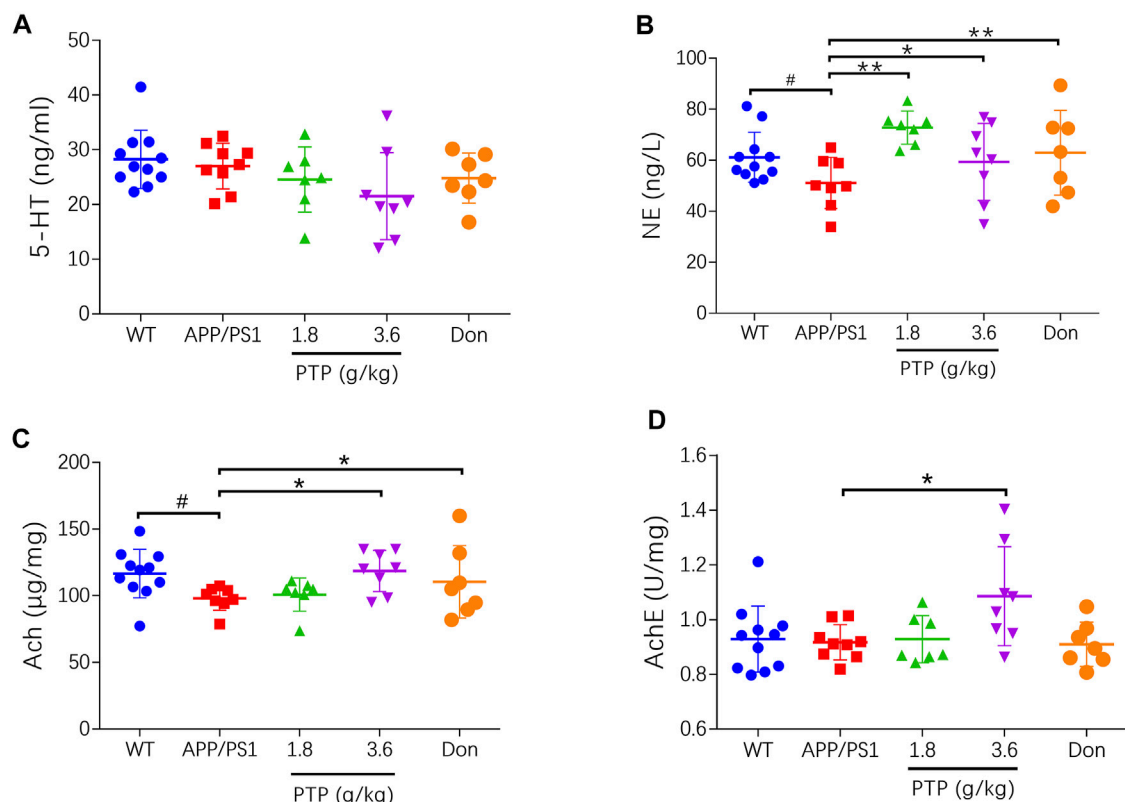 A
5-HT (ng/ml)
50
40
30
20
10
0
WT APP/PS1 1.8 3.6 Don
PTP (g/kg)
B
NE (ng/L)
100
80
60
40
20
0
# ** * **
WT APP/PS1 1.8 3.6 Don
PTP (g/kg)
C
Ach (µg/mg)
200
150
100
50
0
# * *
WT APP/PS1 1.8 3.6 Don
PTP (g/kg)
D
AchE (U/mg)
1.6
1.4
1.2
1.0
0.8
0.6
*
WT APP/PS1 1.8 3.6 Don
PTP (g/kg)